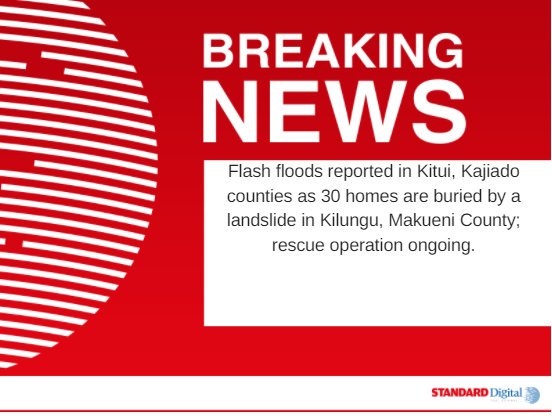 BREAKING
NEWS
Flash floods reported in Kitui, Kajiado
counties as 30 homes are buried by a
landslide in Kilungu, Makueni County;
rescue operation ongoing.
STANDARD Digital